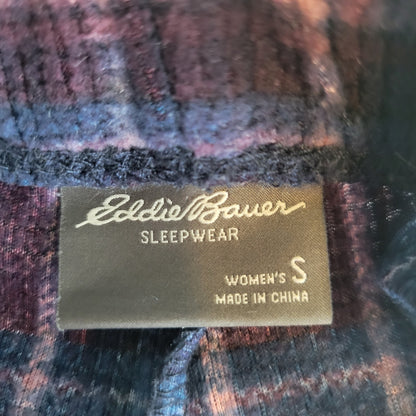 Eddie Bauer
SLEEPWEAR
WOMEN'S S
MADE IN CHINA